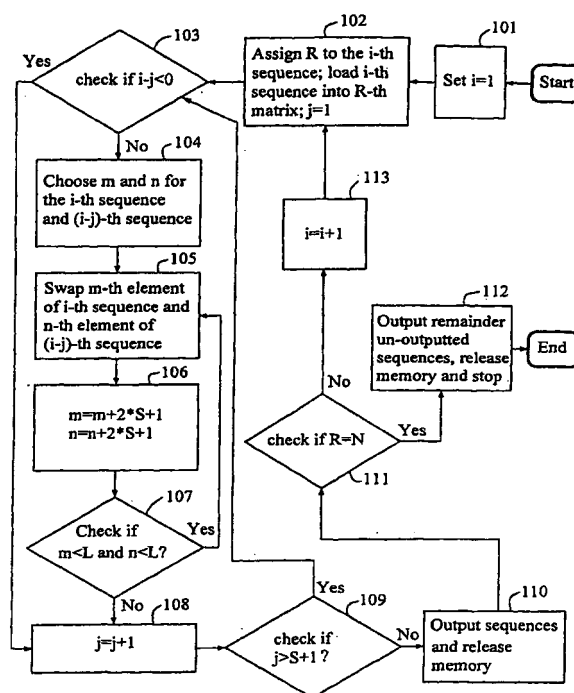 103
Yes
check if i-j<0
No
102
Assign R to the i-th
sequence; load i-th
sequence into R-th
matrix; j=1
101
Set i=1
Start
104
Choose m and n for
the i-th sequence
and (i-j)-th sequence
105
Swap m-th element
of i-th sequence and
n-th element of
(i-j)-th sequence
106
m=m+2*S+1
n=n+2*S+1
107
Check if
m<L and n<L?
Yes
No
108
j=j+1
109
Yes
check if
j>S+1?
No
110
Output sequences
and release
memory
111
check if R=N
Yes
No
112
Output remainder
un-outputted
sequences, release
memory and stop
End
113
i=i+1